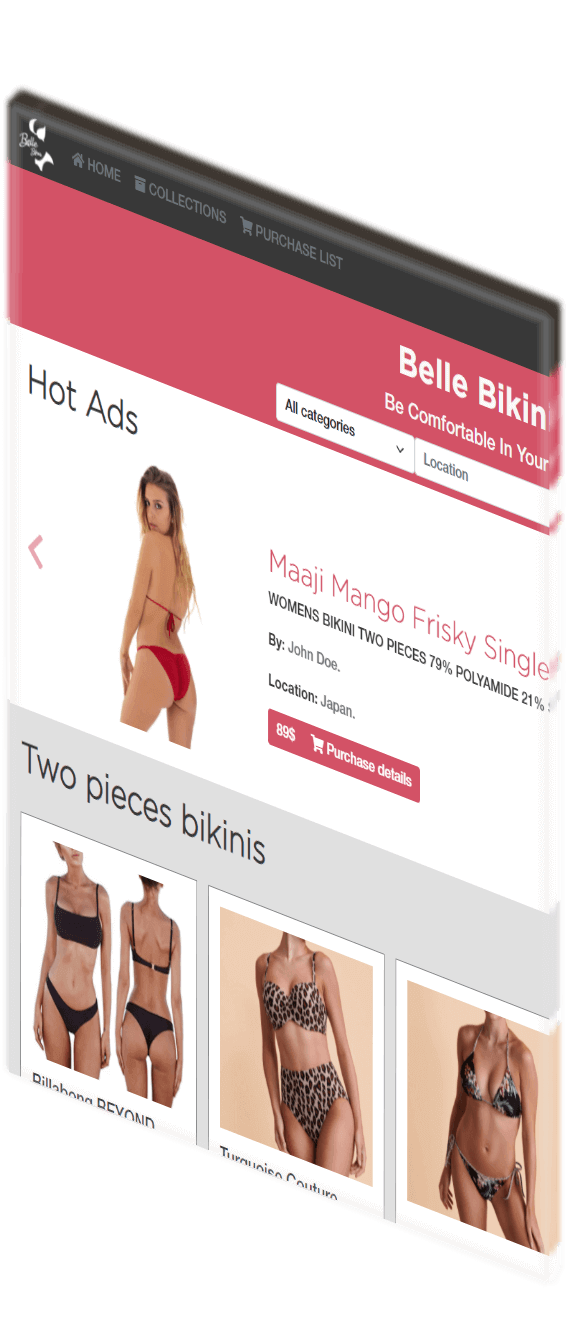 Belle
HOME
COLLECTIONS
PURCHASE LIST
Belle Bikin
Be Comfortable In Your
All categories
Location
Hot Ads
Maaji Mango Frisky Single
WOMENS BIKINI TWO PIECES 79% POLYAMIDE 21%
By: John Doe.
Location: Japan.
89$ Purchase details
Two pieces bikinis
Billabong BEYOND
Turquoise Couture